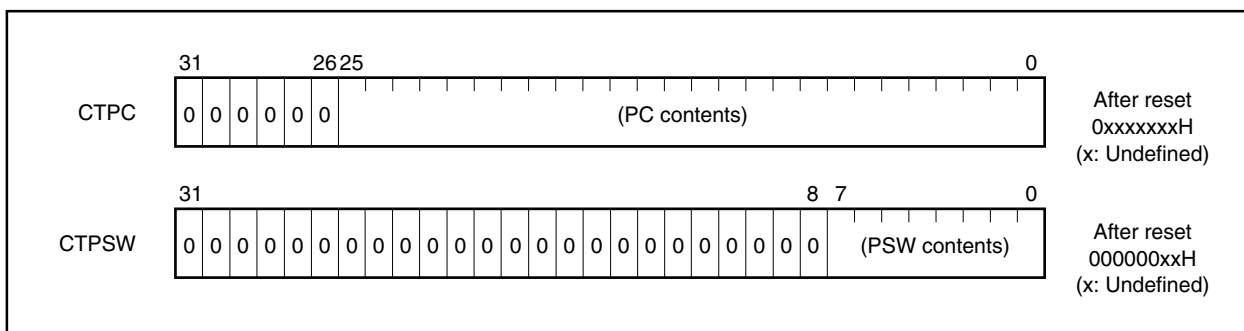 31 26 25 0
CTPC 0 0 0 0 0 0 (PC contents) After reset
0xxxxxxxH
(x: Undefined)
31 8 7 0
CTPSW 0 0 0 0 0 0 0 0 0 0 0 0 0 0 0 0 0 0 0 0 0 0 0 0 (PSW contents) After reset
000000xxH
(x: Undefined)